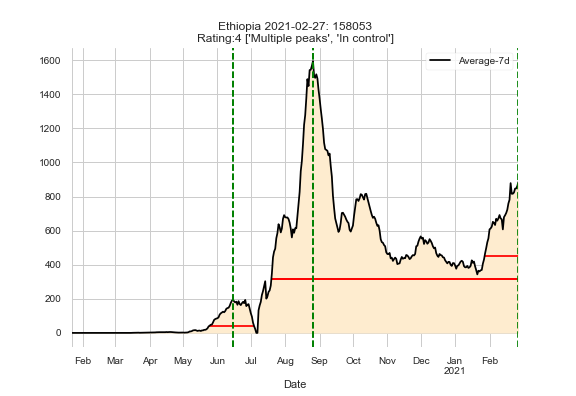 Ethiopia 2021-02-27: 158053
Rating:4 ['Multiple peaks', 'In control']
Average-7d
1600
1400
1200
1000
800
600
400
200
0
Feb Mar Apr May Jun Jul Aug Sep Oct Nov Dec Jan Feb
2021
Date